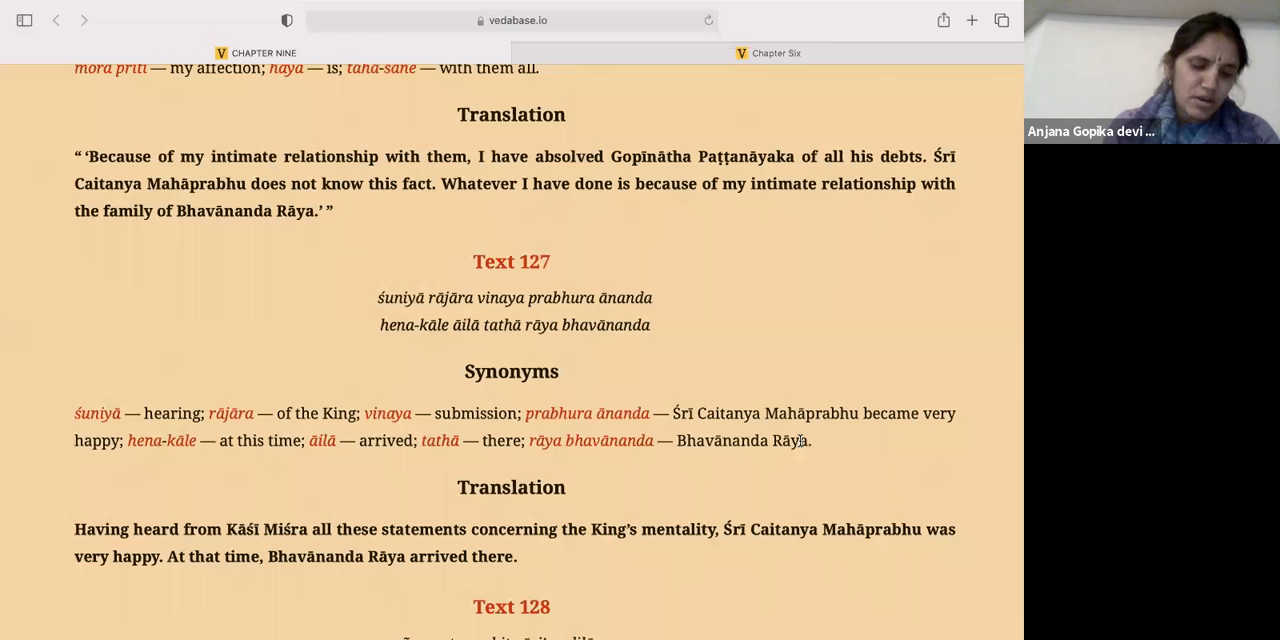 vedabase.io
CHAPTER NINE
Chapter Six
Anjana Gopika devi ...
mora prīti — my affection; haya — is; tāhā-sane — with them all.
Translation
“ ‘Because of my intimate relationship with them, I have absolved Gopīnātha Paṭṭanāyaka of all his debts. Śrī
Caitanya Mahāprabhu does not know this fact. Whatever I have done is because of my intimate relationship with
the family of Bhavānanda Rāya.’ ”
Text 127
śuniyā rājāra vinaya prabhura ānanda
hena-kāle āilā tathā rāya bhavānanda
Synonyms
śuniyā — hearing; rājāra — of the King; vinaya — submission; prabhura ānanda — Śrī Caitanya Mahāprabhu became very
happy; hena-kāle — at this time; āilā — arrived; tathā — there; rāya bhavānanda — Bhavānanda Rāya.
Translation
Having heard from Kāśī Miśra all these statements concerning the King’s mentality, Śrī Caitanya Mahāprabhu was
very happy. At that time, Bhavānanda Rāya arrived there.
Text 128